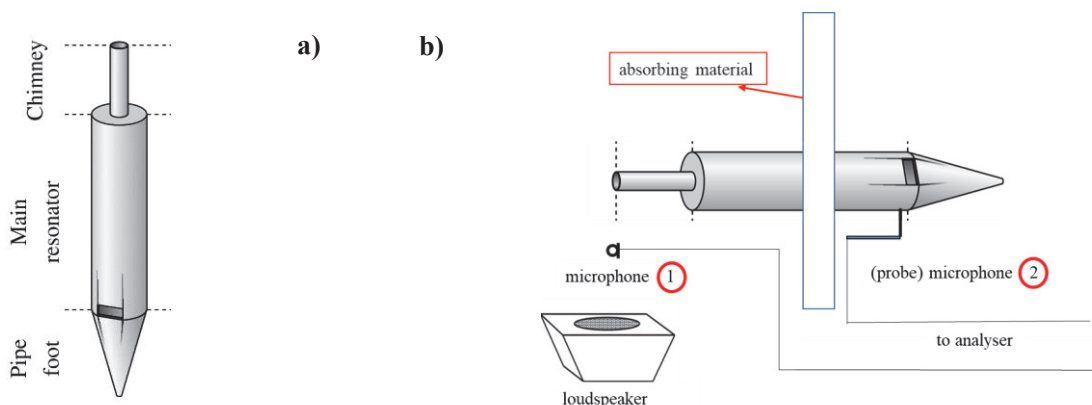 a)
b)
Chimney
Main
resonator
Pipe
foot
absorbing material
microphone 1
(probe) microphone 2
to analyser
loudspeaker